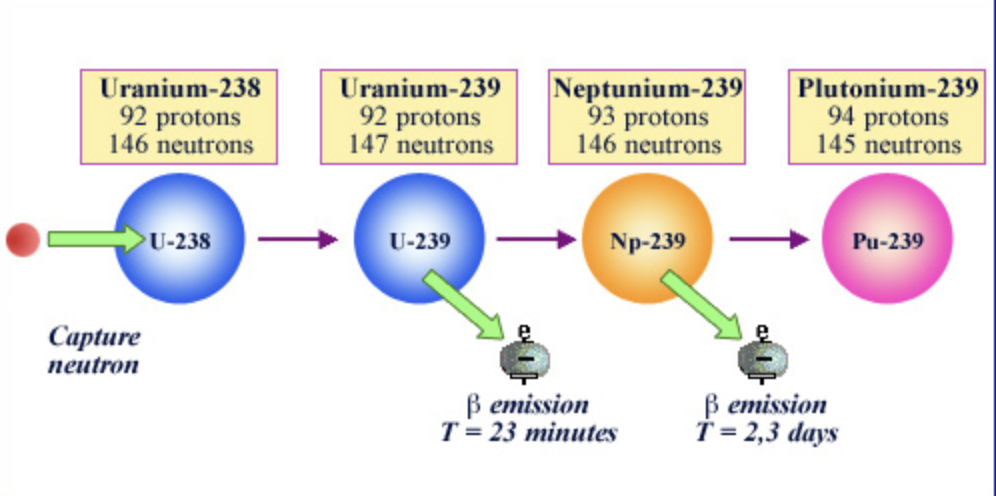 Uranium-238
92 protons
146 neutrons
Uranium-239
92 protons
147 neutrons
Neptunium-239
93 protons
146 neutrons
Plutonium-239
94 protons
145 neutrons
U-238
U-239
Np-239
Pu-239
Capture
neutron
e
-
β emission
T = 23 minutes
e
-
β emission
T = 2,3 days